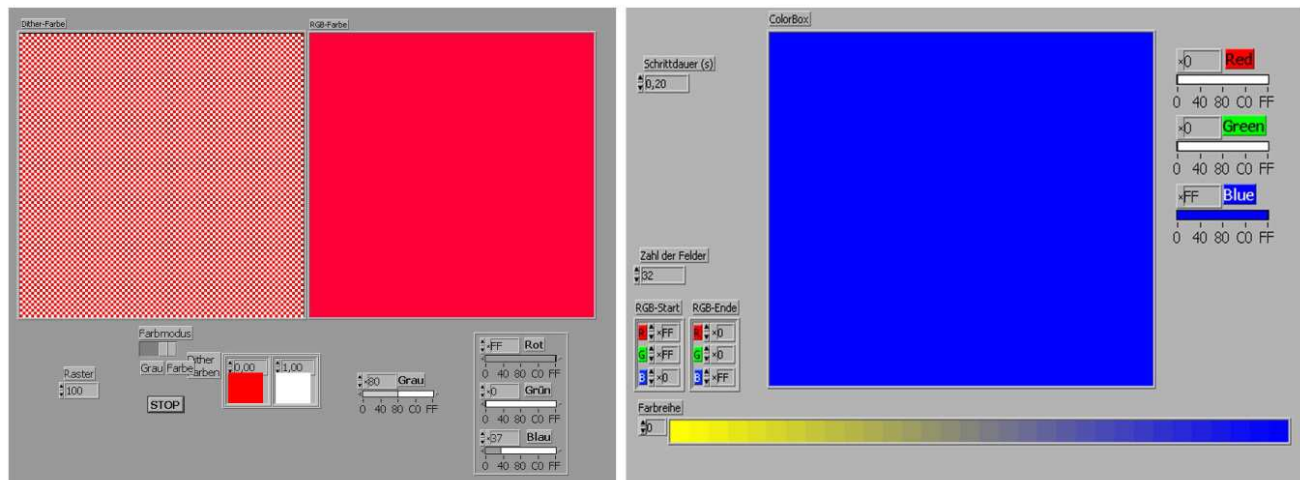 Dither-Farbe
RGB-Farbe
Farbmodus
Grau Farbe
Raster
100
STOP
Dither
Farben
0,00
1,00
×80 Grau
0 40 80 C0 FF
×FF Rot
0 40 80 C0 FF
×0 Grün
0 40 80 C0 FF
×37 Blau
0 40 80 C0 FF
ColorBox
Schrittdauer (s)
0,20
×0 Red
0 40 80 C0 FF
×0 Green
0 40 80 C0 FF
×FF Blue
0 40 80 C0 FF
Zahl der Felder
32
RGB-Start
R ×FF
G ×FF
B ×0
RGB-Ende
R ×0
G ×0
B ×FF
Farbreihe
0